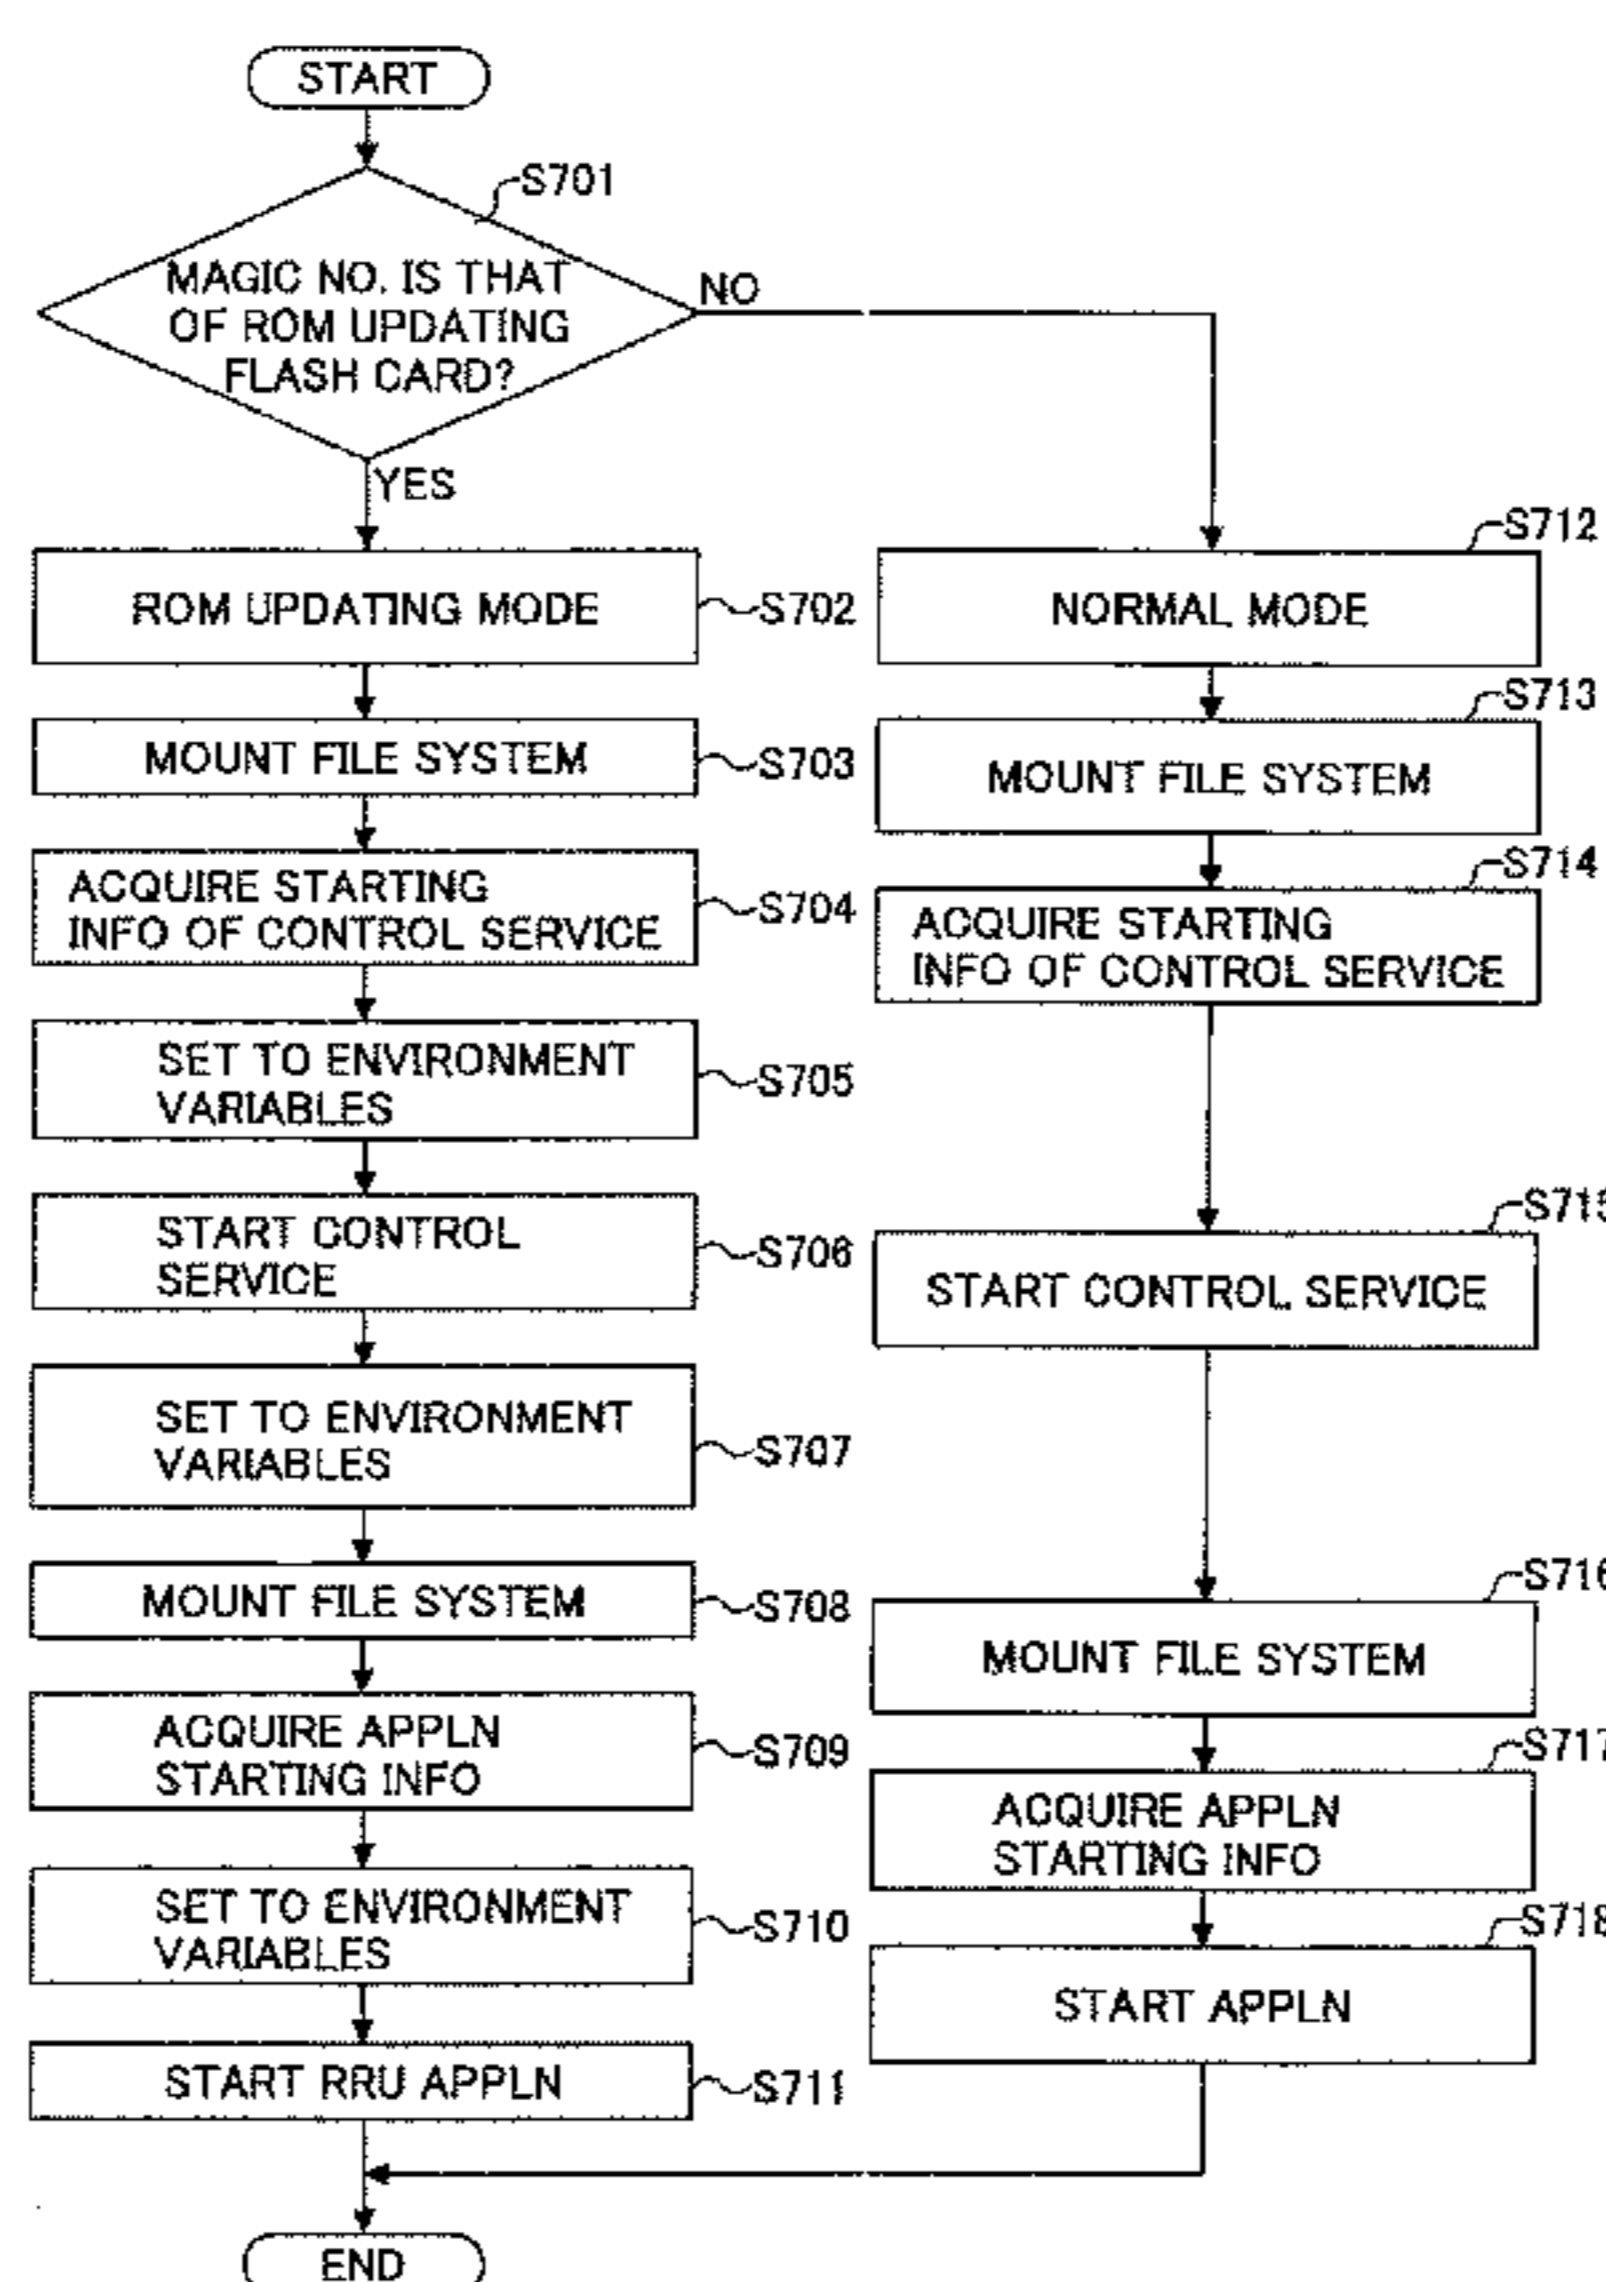 START
S701
MAGIC NO. IS THAT
OF ROM UPDATING
FLASH CARD?
NO
YES
ROM UPDATING MODE
S702
MOUNT FILE SYSTEM
S703
ACQUIRE STARTING
INFO OF CONTROL SERVICE
S704
SET TO ENVIRONMENT
VARIABLES
S705
START CONTROL
SERVICE
S706
SET TO ENVIRONMENT
VARIABLES
S707
MOUNT FILE SYSTEM
S708
ACQUIRE APPLN
STARTING INFO
S709
SET TO ENVIRONMENT
VARIABLES
S710
START RRU APPLN
S711
S712
NORMAL MODE
S713
MOUNT FILE SYSTEM
S714
ACQUIRE STARTING
INFO OF CONTROL SERVICE
S715
START CONTROL SERVICE
S716
MOUNT FILE SYSTEM
S717
ACQUIRE APPLN
STARTING INFO
S718
START APPLN
END